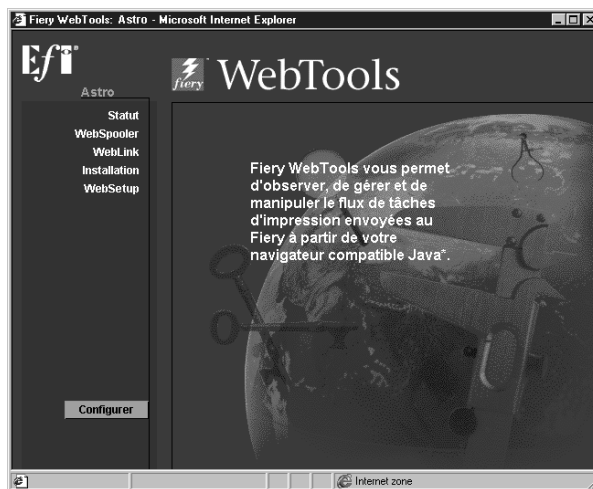 Fiery WebTools: Astro - Microsoft Internet Explorer
Efi
fiery WebTools
Astro
Statut
WebSpooler
WebLink
Installation
WebSetup
Fiery WebTools vous permet
d'observer, de gérer et de
manipuler le flux de tâches
d'impression envoyées au
Fiery à partir de votre
navigateur compatible Java*.
Configurer
Internet zone